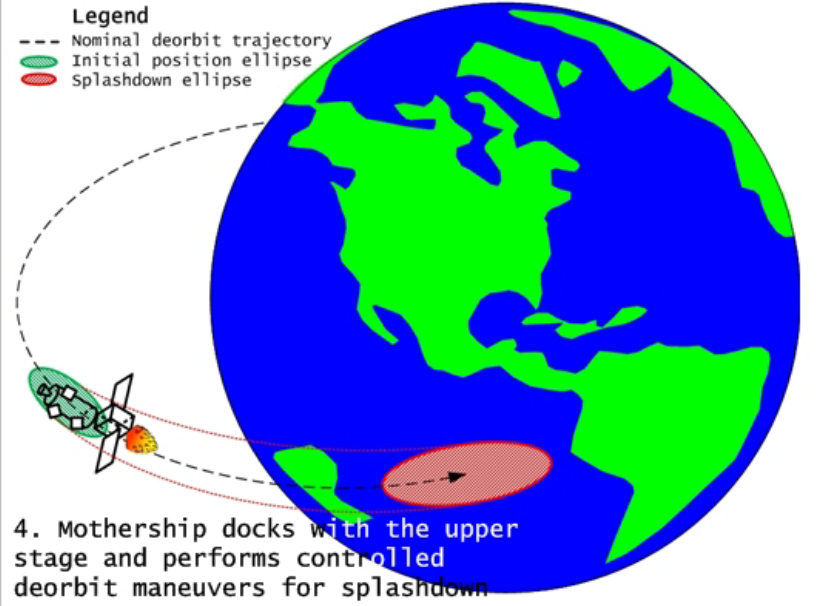 Legend
Nominal deorbit trajectory
Initial position ellipse
Splashdown ellipse
4. Mothership docks with the upper
stage and performs controlled
deorbit maneuvers for splashdown